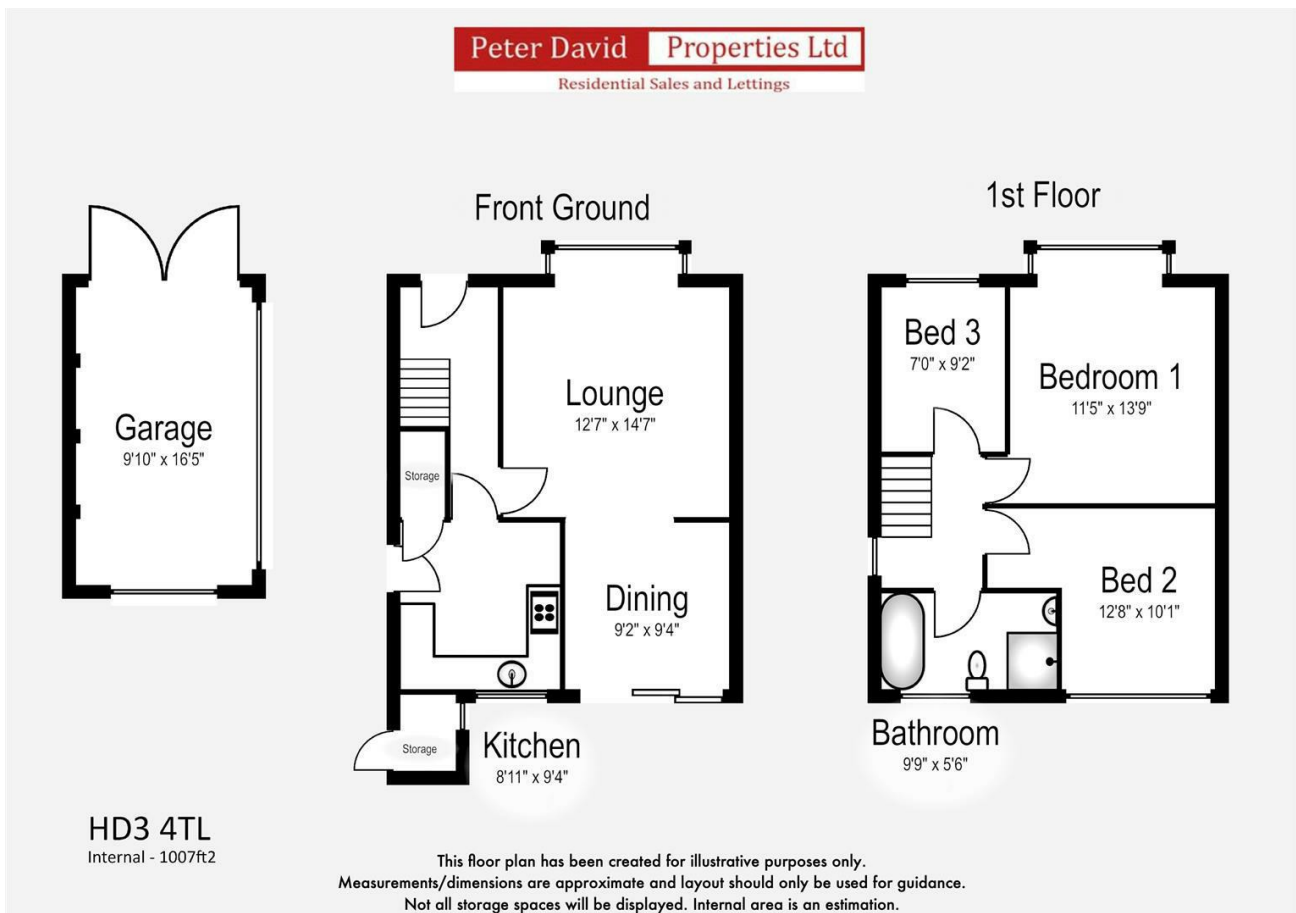 Peter David Properties Ltd
Residential Sales and Lettings
Front Ground
1st Floor
Garage
9'10" x 16'5"
Lounge
12'7" x 14'7"
Storage
Dining
9'2" x 9'4"
Storage
Kitchen
8'11" x 9'4"
Bed 3
7'0" x 9'2"
Bedroom 1
11'5" x 13'9"
Bed 2
12'8" x 10'1"
Bathroom
9'9" x 5'6"
HD3 4TL
Internal - 1007ft2
This floor plan has been created for illustrative purposes only.
Measurements/dimensions are approximate and layout should only be used for guidance.
Not all storage spaces will be displayed. Internal area is an estimation.